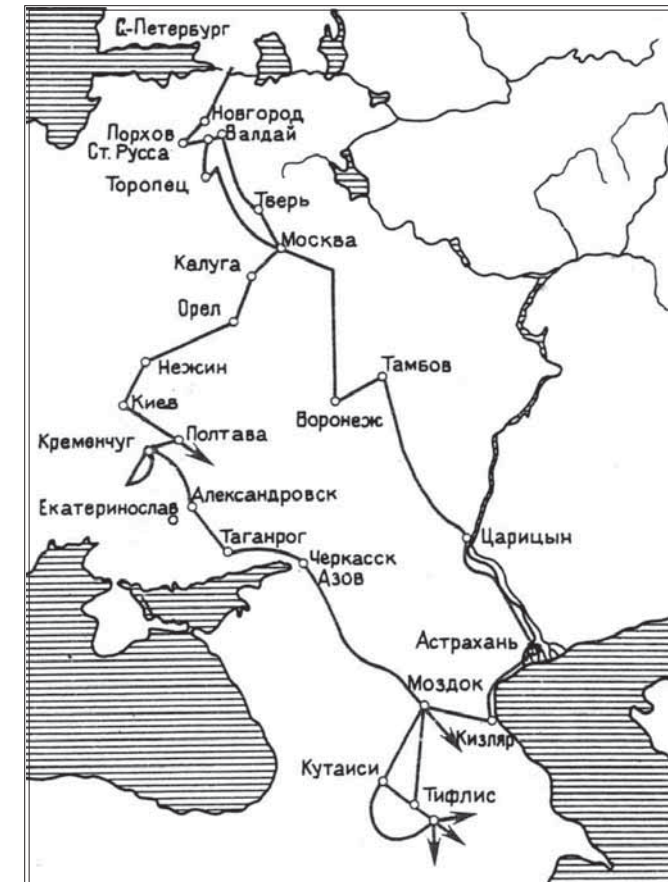 С.-Петербург
Новгород
Порхов
Валдай
Ст. Русса
Торопец
Тверь
Москва
Калуга
Орел
Нежин
Тамбов
Киев
Воронеж
Полтава
Кременчуг
Александровск
Екатеринослав
Таганрог
Царицын
Черкасск
Азов
Астрахань
Моздок
Кизляр
Кутаиси
Тифлис